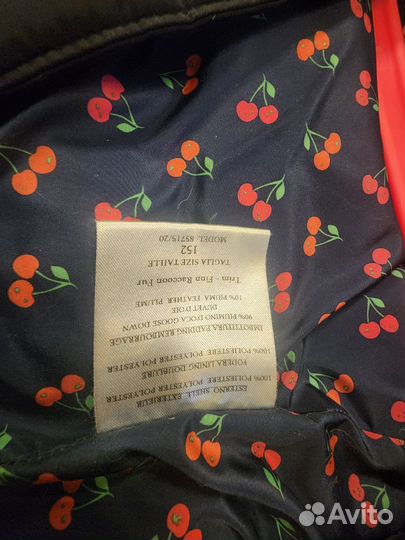 ESTERNO SHELL EXTERIEUR
100% POLIESTERE POLYESTER POLYESTER
FODERA LINING DOUBLURE
100% POLIESTERE POLYESTER POLYESTER
IMBOTTITURA PADDING REMBOURRAGE
90% PIUMINO D'OCA GOOSE DOWN
DUVET D'OIE
10% PIUMA FEATHER PLUME
Trim - Finn Raccoon Fur
TAGLIA SIZE TAILLE
152
MODEL: 85715/20
Avito